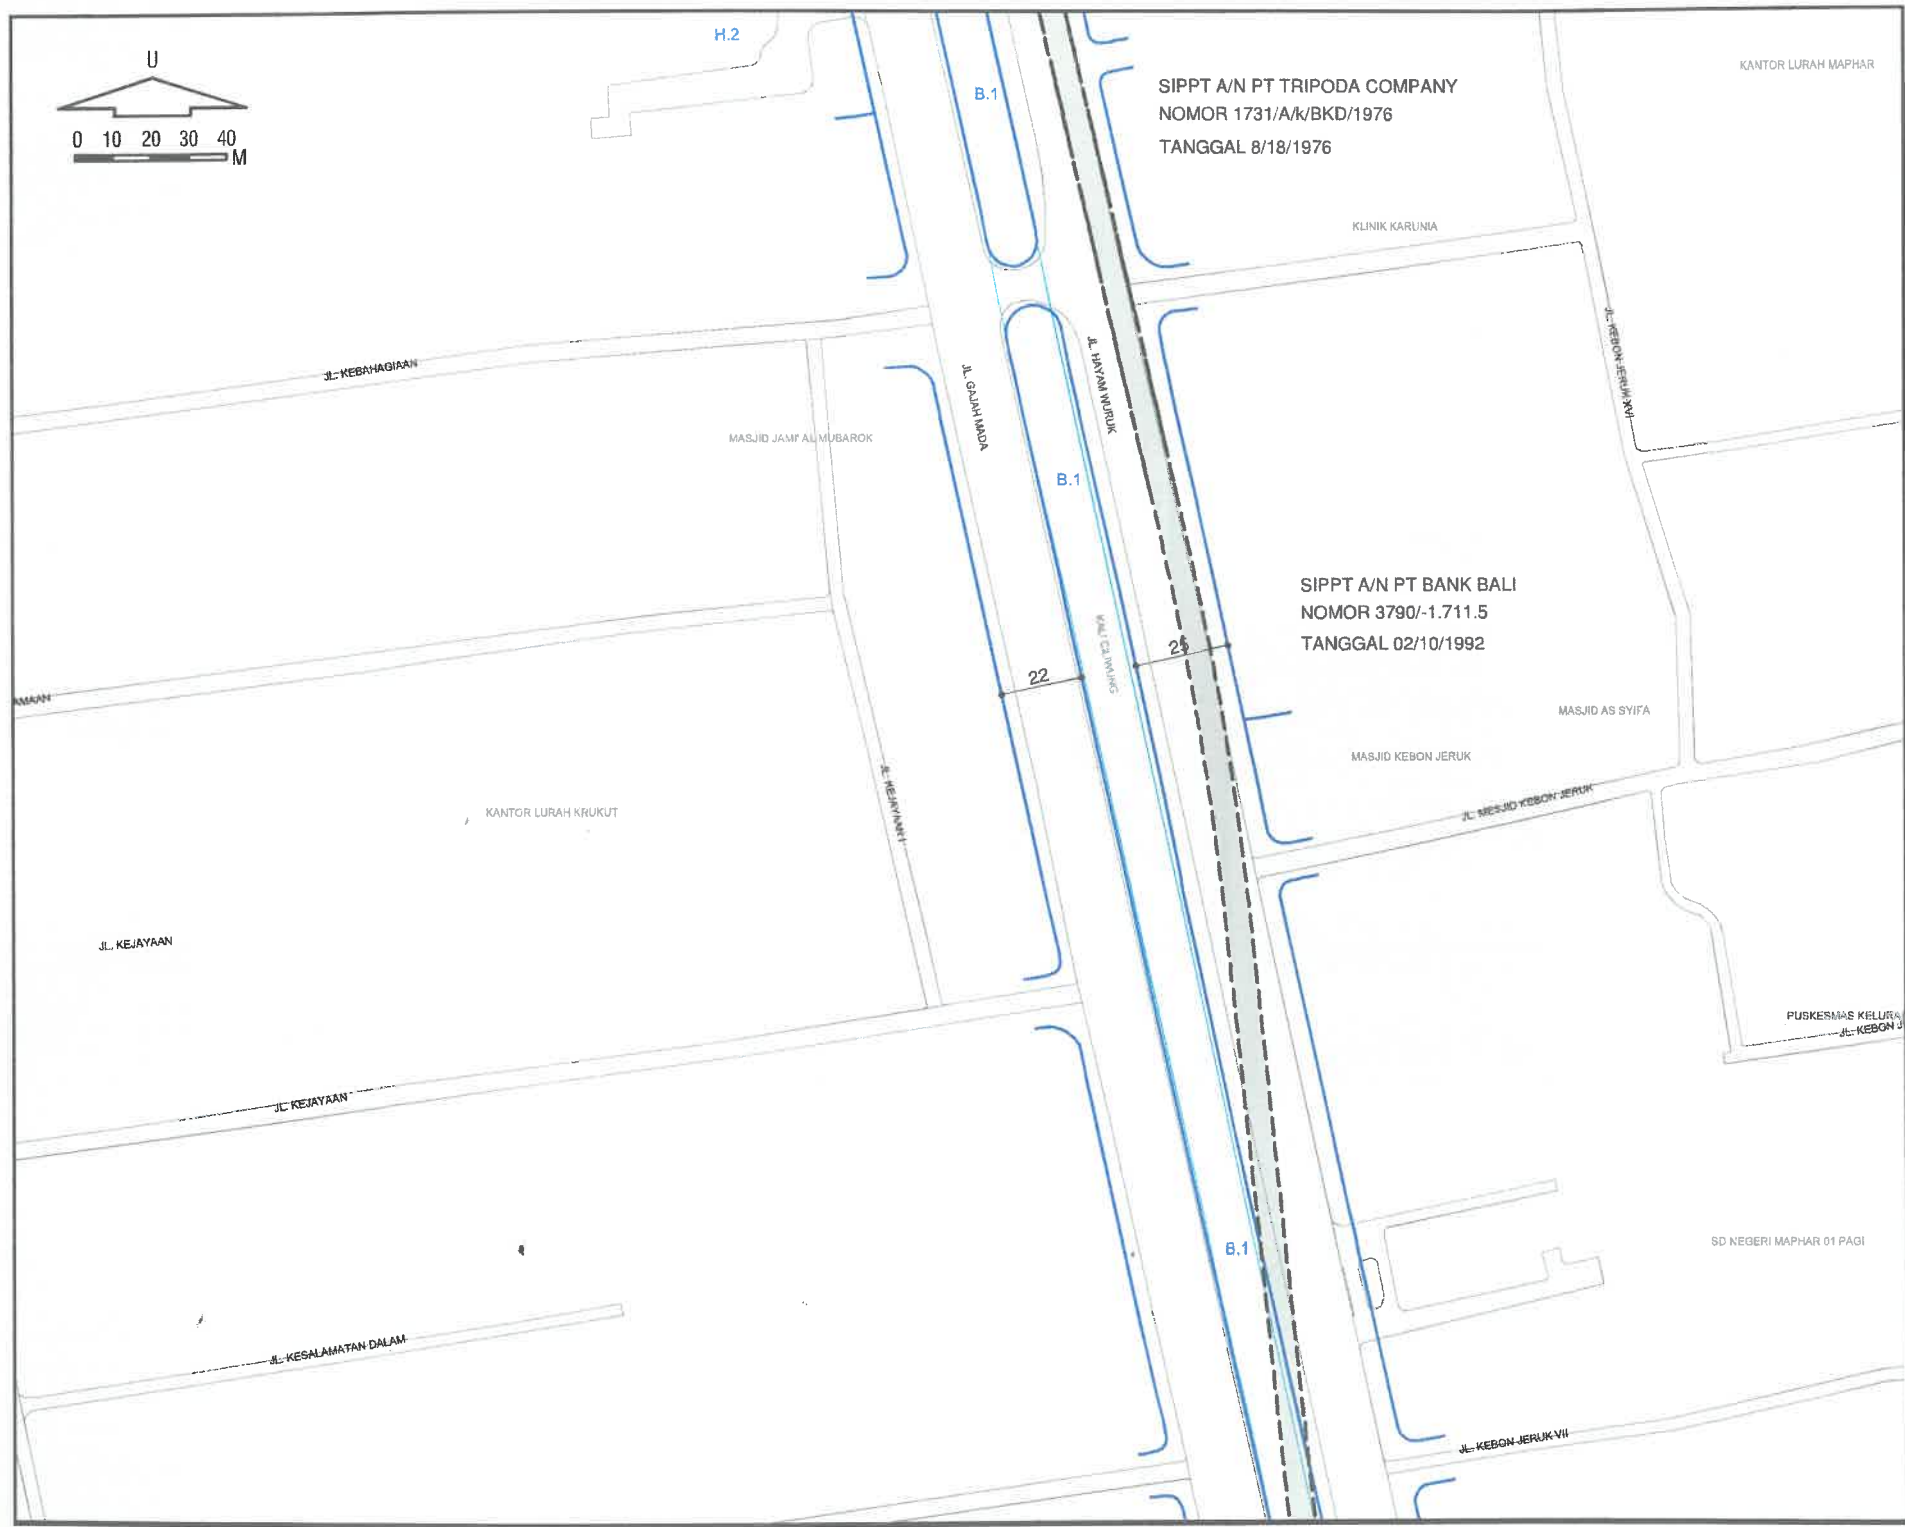 U
0 10 20 30 40
M
H.2
B.1
SIPPT A/N PT TRIPODA COMPANY
NOMOR 1731/A/k/BKD/1976
TANGGAL 8/18/1976
KANTOR LURAH MAPHAR
KLINIK KARUNIA
JL. KEBAHAGIAAN
JL. GAJAH MADA
JL. HAYAM WURUK
JL. KEBON JERUK XVI
MASJID JAMI' AL MUBAROK
B.1
SIPPT A/N PT BANK BALI
NOMOR 3790/-1.711.5
TANGGAL 02/10/1992
KALI CILIWUNG
22
25
AMAAN
MASJID AS SYIFA
MASJID KEBON JERUK
JL. MESJID KEBON JERUK
KANTOR LURAH KRUKUT
JL. KEJAYAAN I
JL. KEJAYAAN
PUSKESMAS KELURA
JL. KEBON J
JL. KEJAYAAN
B.1
SD NEGERI MAPHAR 01 PAGI
JL. KESALAMATAN DALAM
JL. KEBON JERUK VII